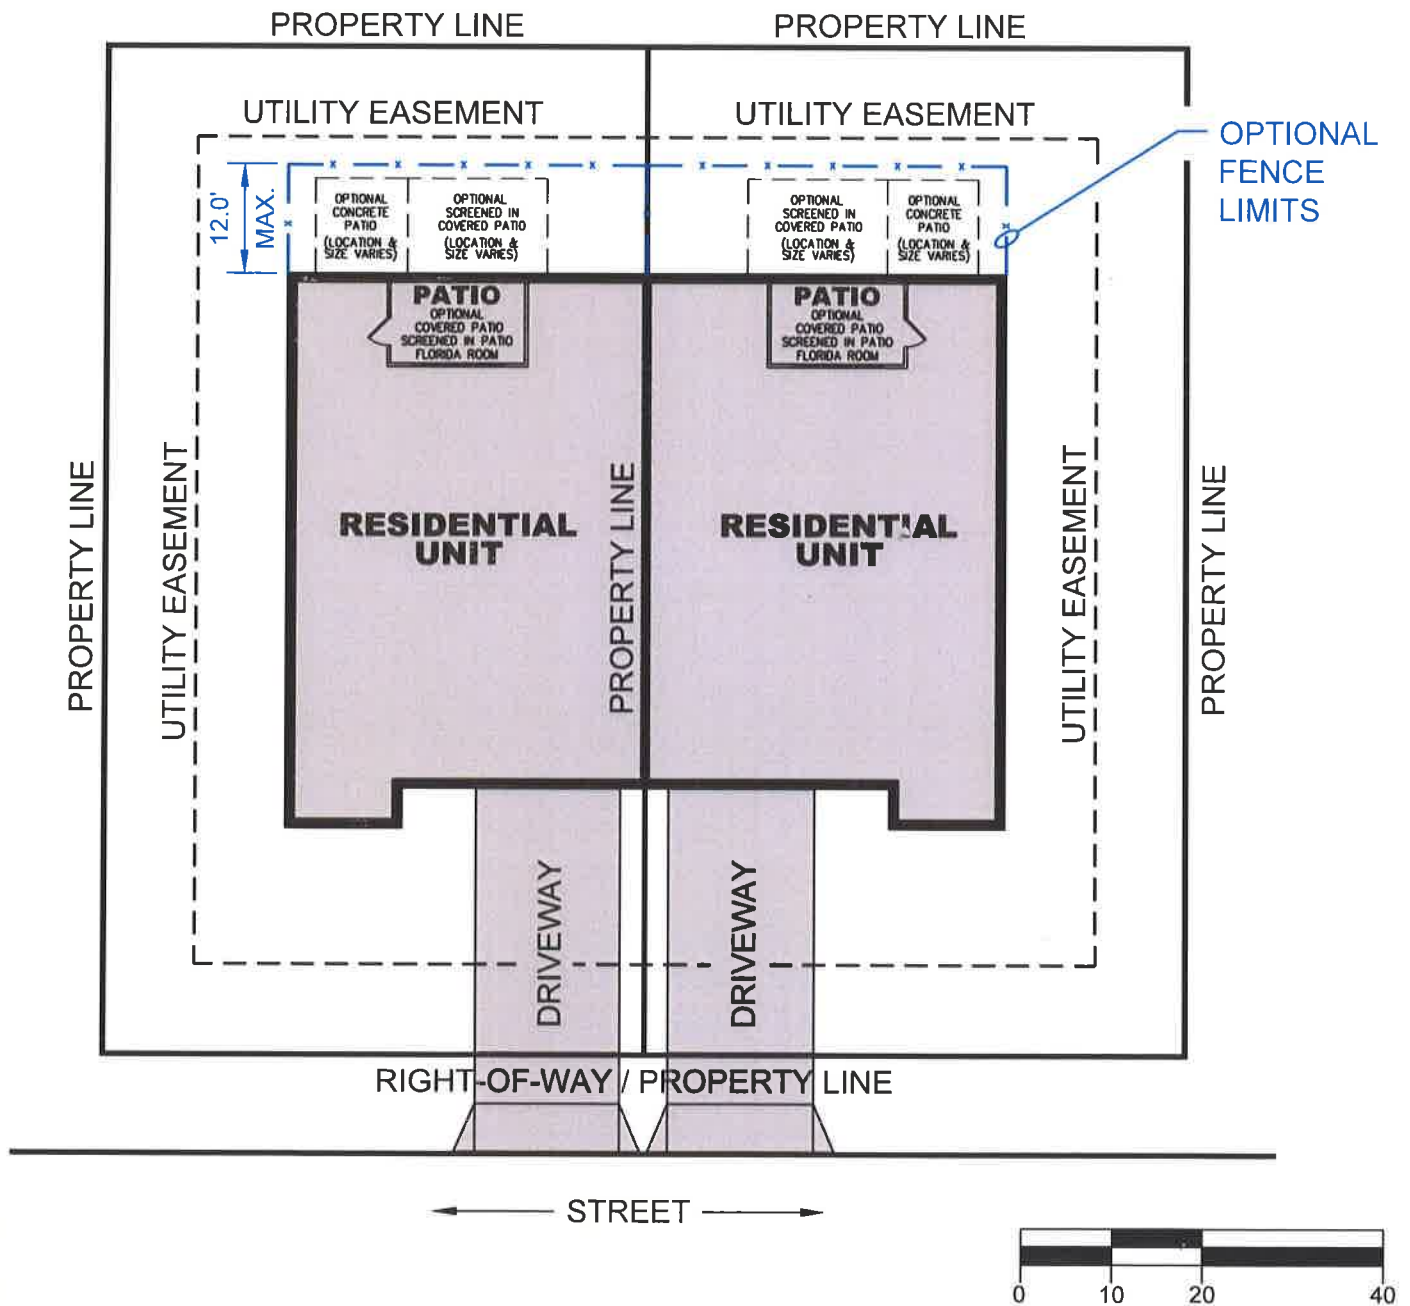 PROPERTY LINE
PROPERTY LINE
UTILITY EASEMENT
UTILITY EASEMENT
OPTIONAL
FENCE
LIMITS
12.0'
MAX.
OPTIONAL
CONCRETE
PATIO
(LOCATION &
SIZE VARIES)
OPTIONAL
SCREENED IN
COVERED PATIO
(LOCATION &
SIZE VARIES)
OPTIONAL
SCREENED IN
COVERED PATIO
(LOCATION &
SIZE VARIES)
OPTIONAL
CONCRETE
PATIO
(LOCATION &
SIZE VARIES)
PATIO
OPTIONAL
COVERED PATIO
SCREENED IN PATIO
FLORIDA ROOM
PATIO
OPTIONAL
COVERED PATIO
SCREENED IN PATIO
FLORIDA ROOM
PROPERTY LINE
UTILITY EASEMENT
RESIDENTIAL
UNIT
PROPERTY LINE
RESIDENTIAL
UNIT
UTILITY EASEMENT
PROPERTY LINE
DRIVEWAY
DRIVEWAY
RIGHT-OF-WAY / PROPERTY LINE
STREET
0 10 20 40